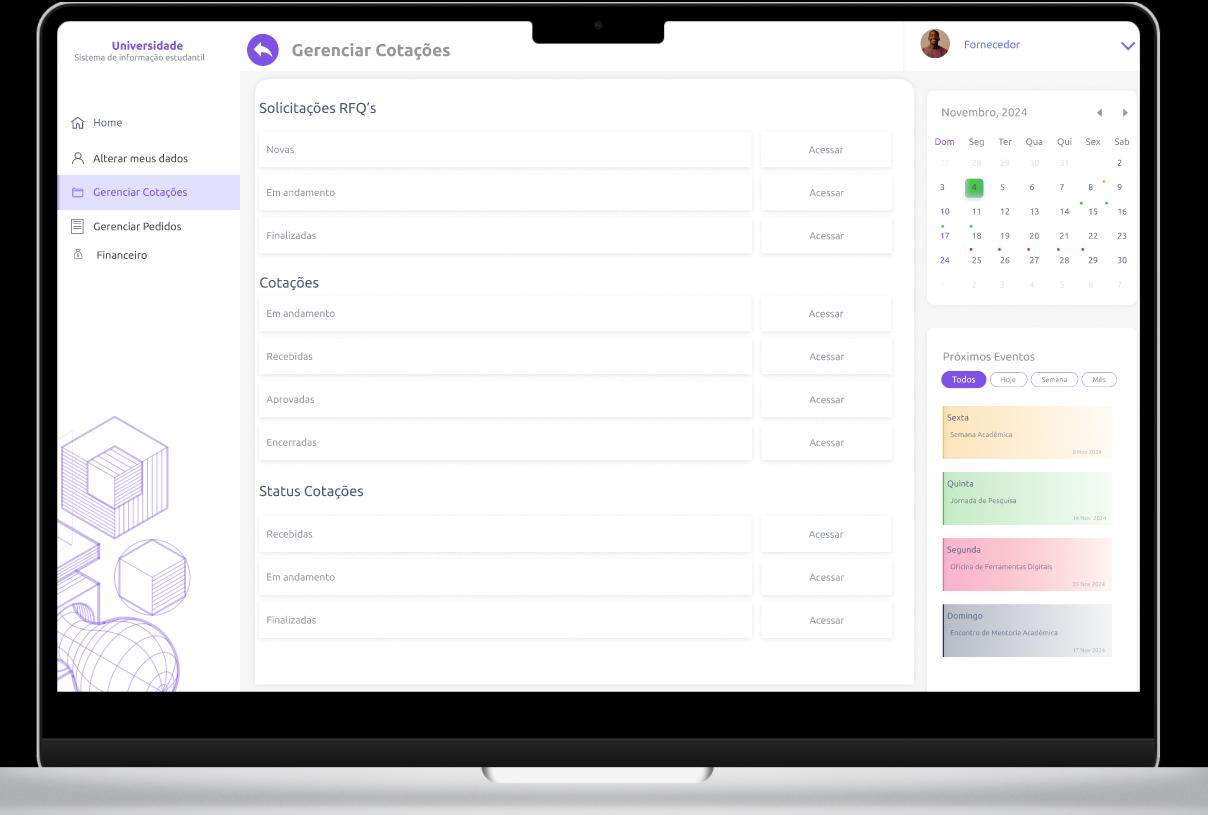 Universidade
Sistema de informação estudantil
Home
Alterar meus dados
Gerenciar Cotações
Gerenciar Pedidos
Financeiro
Gerenciar Cotações
Solicitações RFQ's
Novas Acessar
Em andamento Acessar
Finalizadas Acessar
Cotações
Em andamento Acessar
Recebidas Acessar
Aprovadas Acessar
Encerradas Acessar
Status Cotações
Recebidas Acessar
Em andamento Acessar
Finalizadas Acessar
Fornecedor
Novembro, 2024
Dom Seg Ter Qua Qui Sex Sab
28 29 30 31 2
3 4 5 6 7 8 9
10 11 12 13 14 15 16
17 18 19 20 21 22 23
24 25 26 27 28 29 30
2 3 4 5 6 7
Próximos Eventos
Todos Hoje Semana Mês
Sexta
Semana Acadêmica
8 Nov 2024
Quinta
Jornada de Pesquisa
14 Nov 2024
Segunda
Oficina de Ferramentas Digitais
25 Nov 2024
Domingo
Encontro de Mentoria Acadêmica
17 Nov 2024